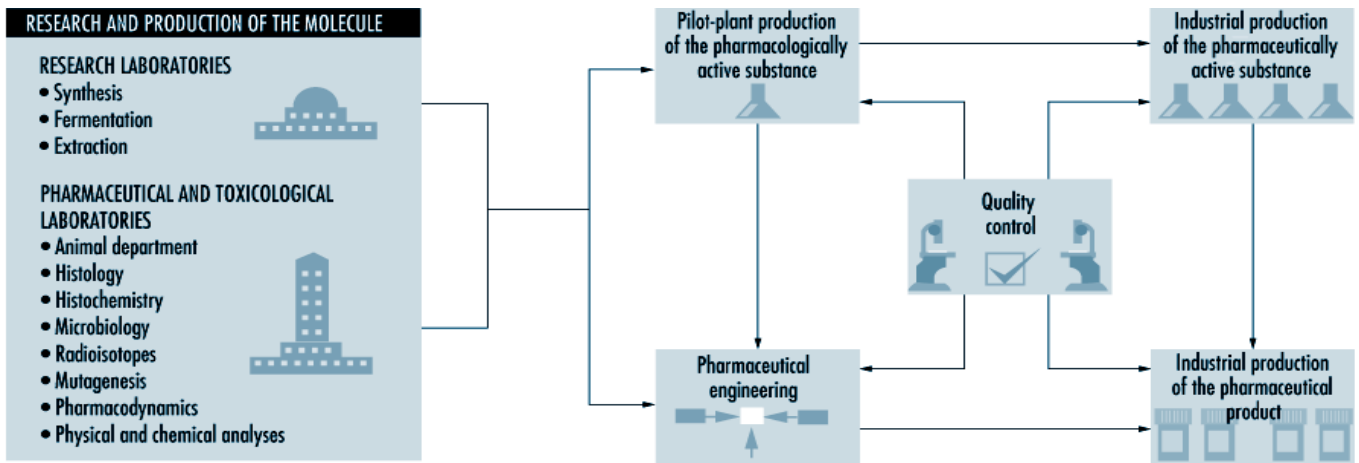 RESEARCH AND PRODUCTION OF THE MOLECULE
RESEARCH LABORATORIES
• Synthesis
• Fermentation
• Extraction
PHARMACEUTICAL AND TOXICOLOGICAL
LABORATORIES
• Animal department
• Histology
• Histochemistry
• Microbiology
• Radioisotopes
• Mutagenesis
• Pharmacodynamics
• Physical and chemical analyses
Pilot-plant production
of the pharmacologically
active substance
Industrial production
of the pharmaceutically
active substance
Quality
control
Pharmaceutical
engineering
Industrial production
of the pharmaceutical
product